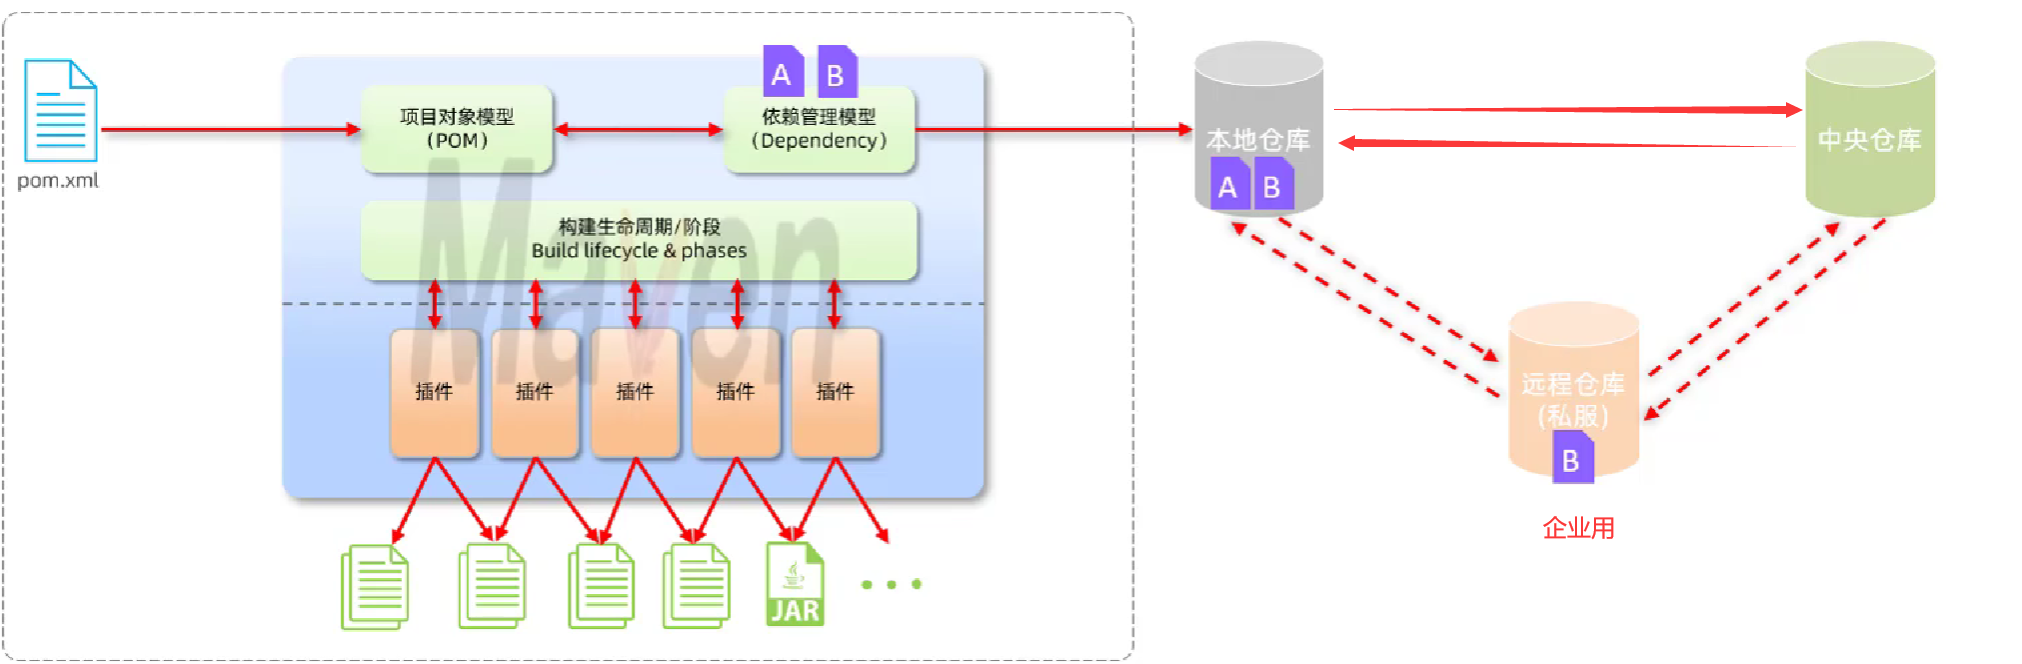 pom.xml
项目对象模型
(POM)
A
B
依赖管理模型
(Dependency)
构建生命周期/阶段
Build lifecycle & phases
Maven
插件
插件
插件
插件
插件
JAR
本地仓库
A
B
中央仓库
远程仓库
(私服)
B
企业用